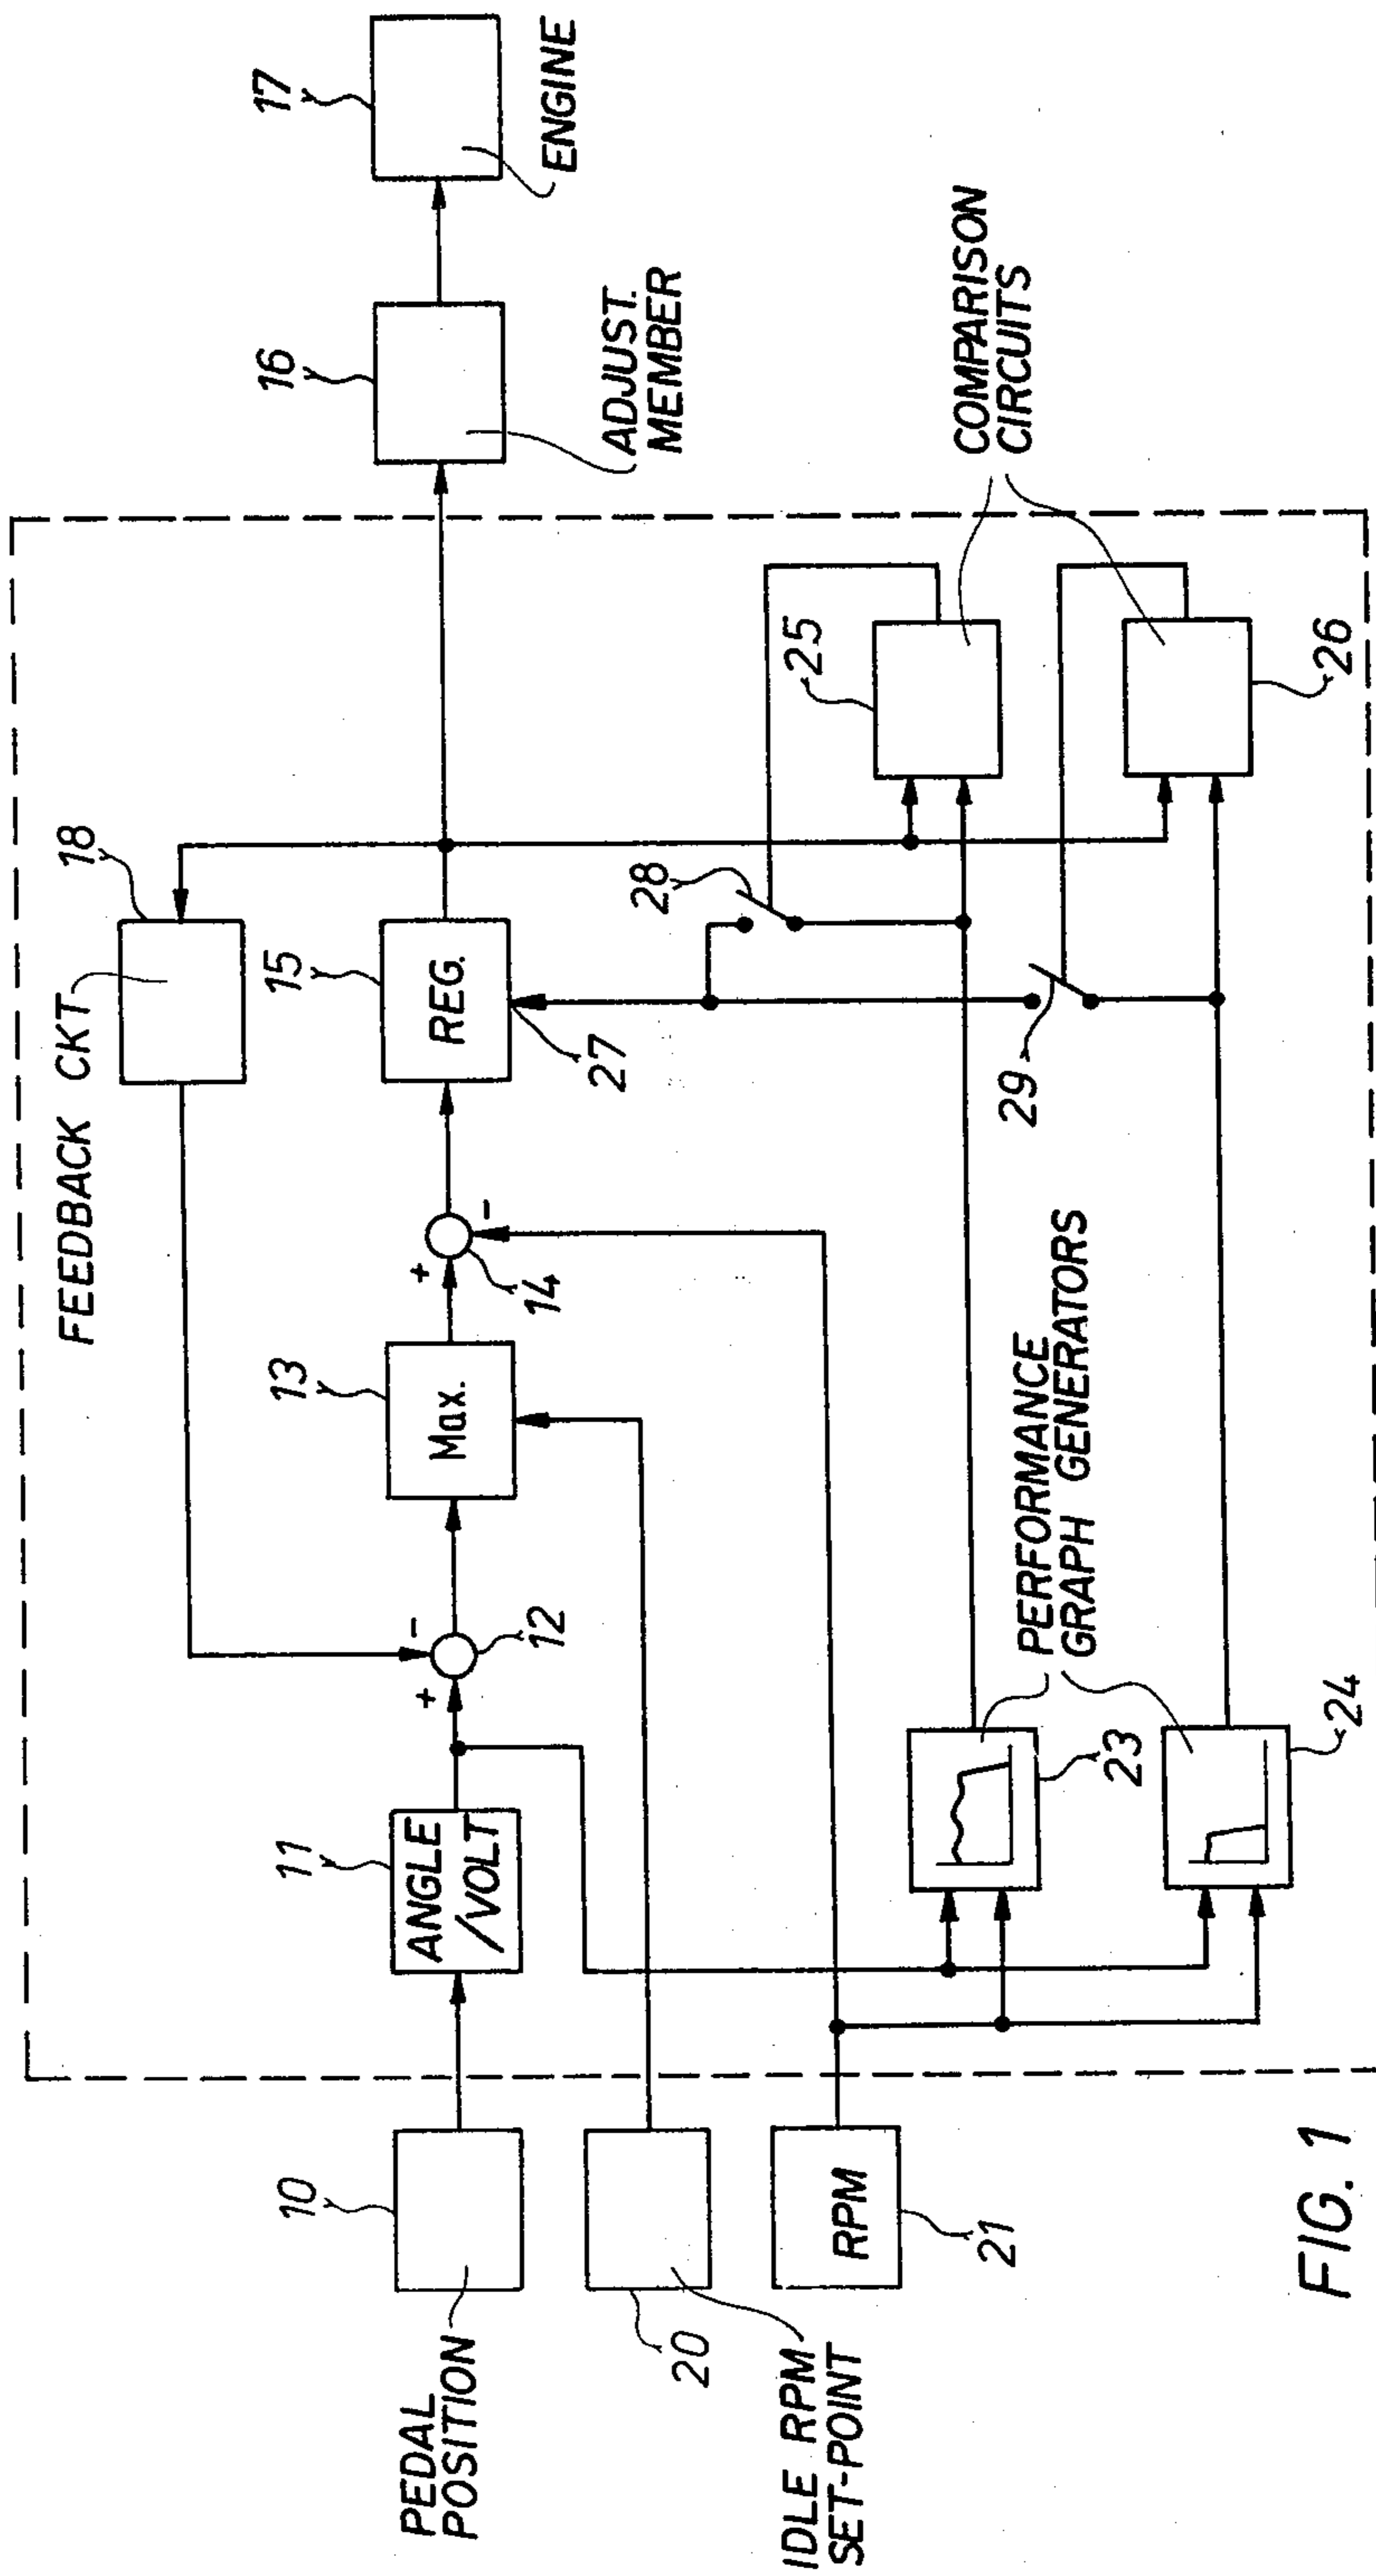 FEEDBACK CKT
18
10
PEDAL
POSITION
11
ANGLE
/VOLT
+
-
12
13
Max.
+
-
14
15
REG.
27
16
ADJUST.
MEMBER
17
ENGINE
20
IDLE RPM
SET-POINT
RPM
21
28
29
25
26
COMPARISON
CIRCUITS
PERFORMANCE
GRAPH GENERATORS
23
24
FIG. 1